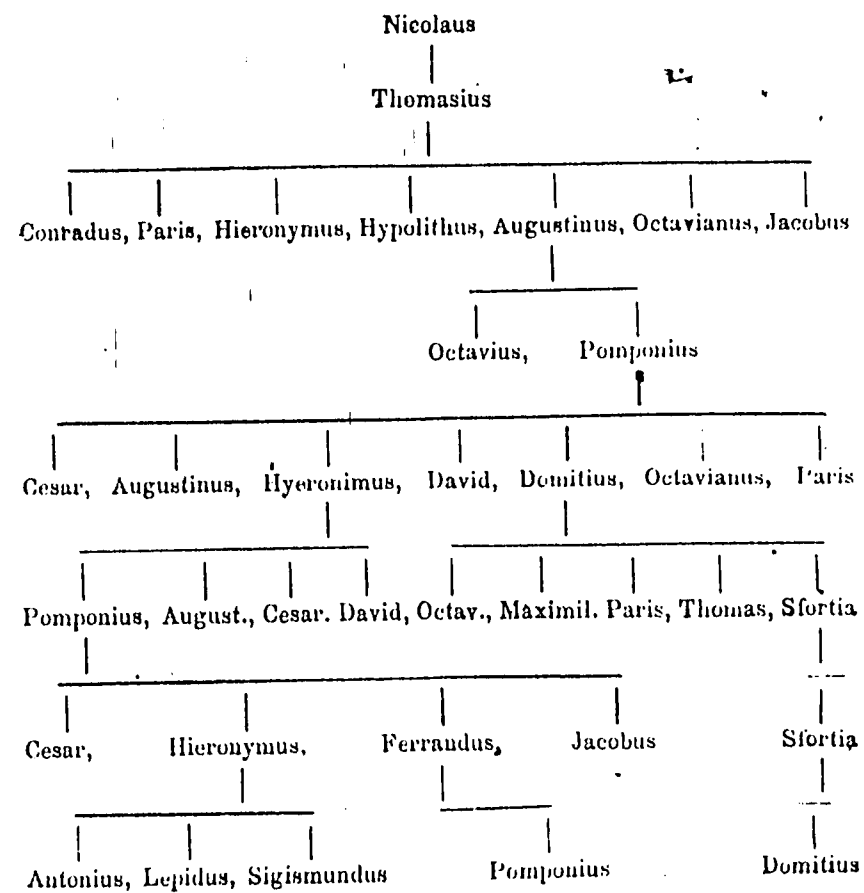 Nicolaus
Thomasius
Conradus, Paris, Hieronymus, Hypolithus, Augustinus, Octavianus, Jacobus
Octavius, Pomponius
Cesar, Augustinus, Hyeronimus, David, Domitius, Octavianus, Paris
Pomponius, August., Cesar. David, Octav., Maximil. Paris, Thomas, Sfortia
Cesar, Hieronymus, Ferrandus, Jacobus Sfortia
Antonius, Lepidus, Sigismundus Pomponius Domitius